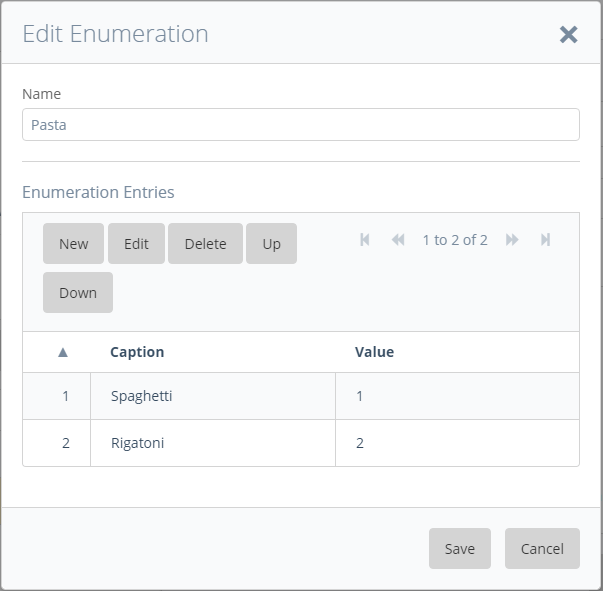 Edit Enumeration
Name
Pasta
Enumeration Entries
New Edit Delete Up 1 to 2 of 2
Down
Caption Value
1 Spaghetti 1
2 Rigatoni 2
Save Cancel